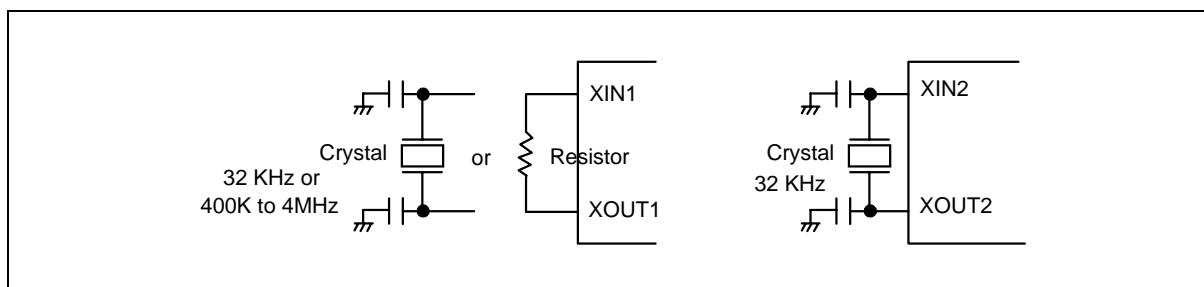 XIN1
Crystal
or
Resistor
32 KHz or
400K to 4MHz
XOUT1
XIN2
Crystal
32 KHz
XOUT2